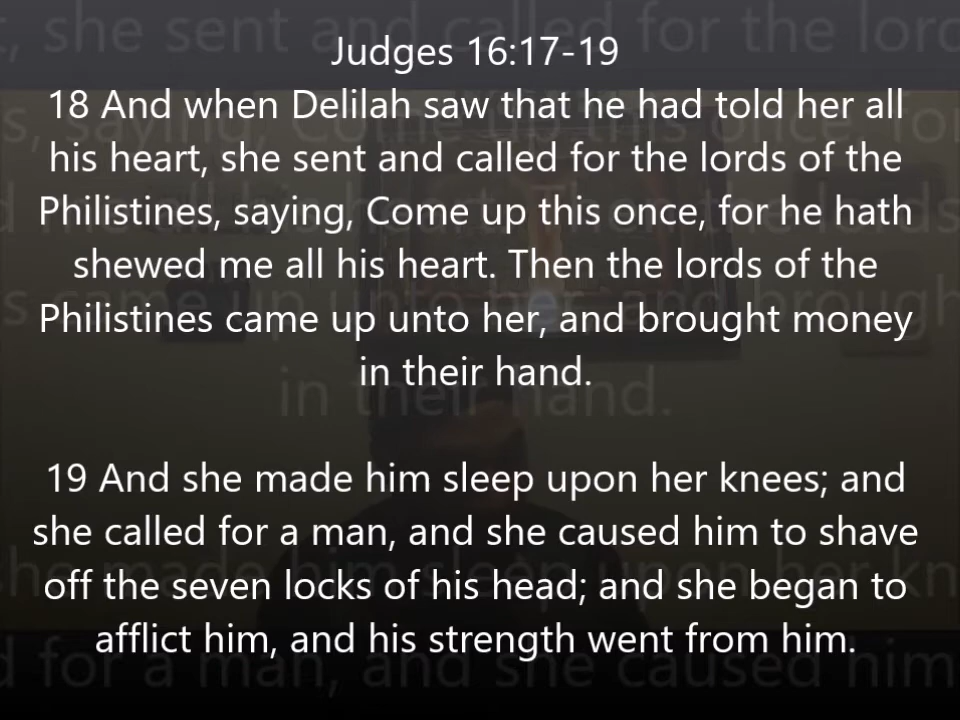 Judges 16:17-19
18 And when Delilah saw that he had told her all
his heart, she sent and called for the lords of the
Philistines, saying, Come up this once, for he hath
shewed me all his heart. Then the lords of the
Philistines came up unto her, and brought money
in their hand.
19 And she made him sleep upon her knees; and
she called for a man, and she caused him to shave
off the seven locks of his head; and she began to
afflict him, and his strength went from him.